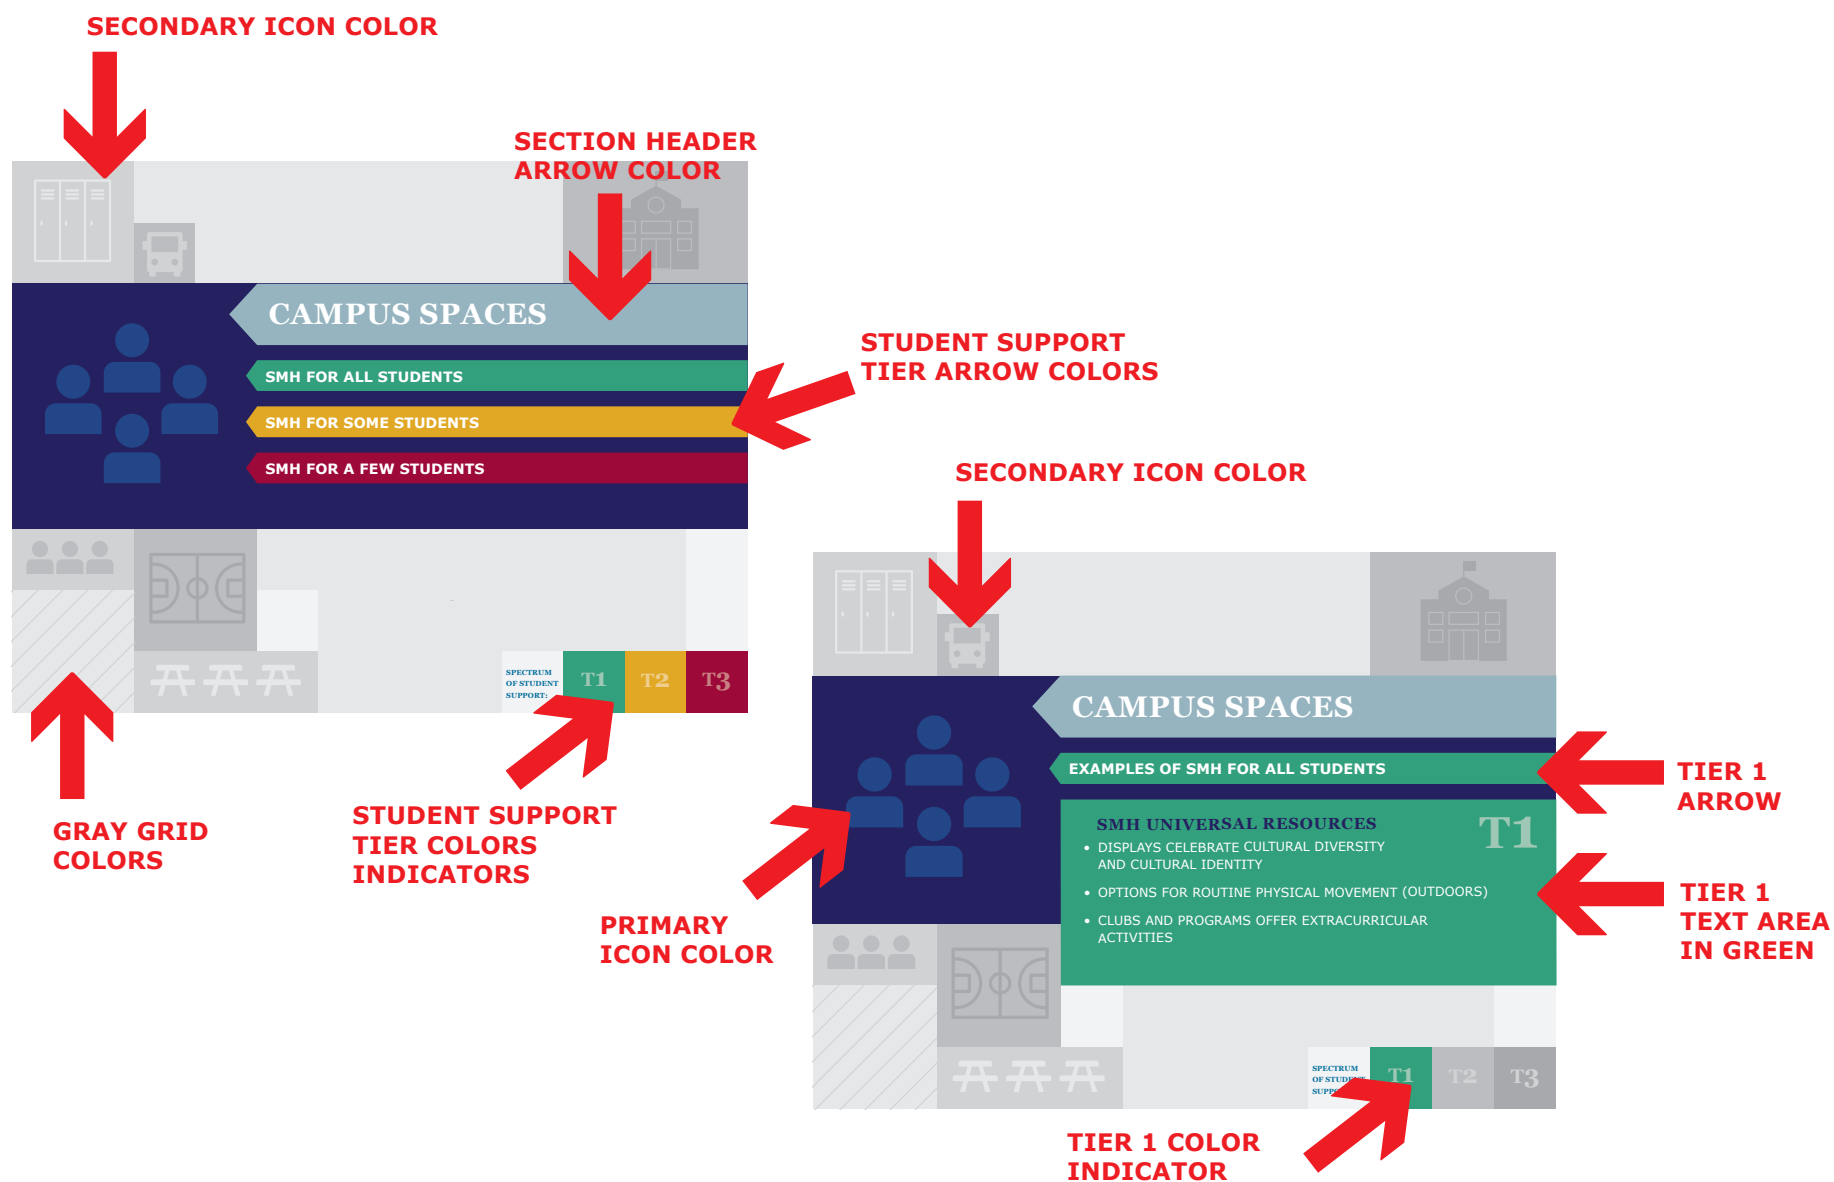 SECONDARY ICON COLOR
SECTION HEADER
ARROW COLOR
CAMPUS SPACES
SMH FOR ALL STUDENTS
SMH FOR SOME STUDENTS
SMH FOR A FEW STUDENTS
STUDENT SUPPORT
TIER ARROW COLORS
SPECTRUM
OF STUDENT
SUPPORT:
T1
T2
T3
GRAY GRID
COLORS
STUDENT SUPPORT
TIER COLORS
INDICATORS
SECONDARY ICON COLOR
CAMPUS SPACES
EXAMPLES OF SMH FOR ALL STUDENTS
SMH UNIVERSAL RESOURCES
T1
• DISPLAYS CELEBRATE CULTURAL DIVERSITY
AND CULTURAL IDENTITY
• OPTIONS FOR ROUTINE PHYSICAL MOVEMENT (OUTDOORS)
• CLUBS AND PROGRAMS OFFER EXTRACURRICULAR
ACTIVITIES
TIER 1
ARROW
TIER 1
TEXT AREA
IN GREEN
PRIMARY
ICON COLOR
SPECTRUM
OF STUDENT
T1
T2
T3
TIER 1 COLOR
INDICATOR